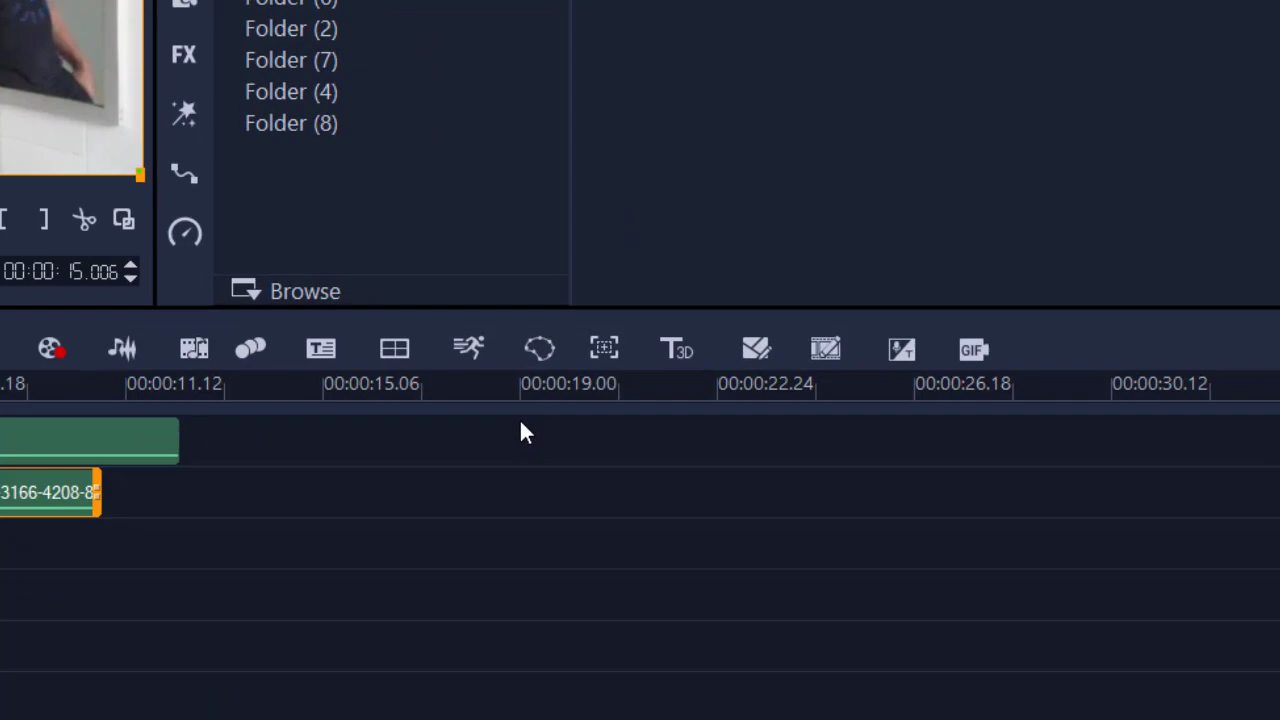 Folder (6)
Folder (2)
FX
Folder (7)
Folder (4)
Folder (8)
00:00:15.006
Browse
T3D
GIF
.18
00:00:11.12
00:00:15.06
00:00:19.00
00:00:22.24
00:00:26.18
00:00:30.12
3166-4208-8